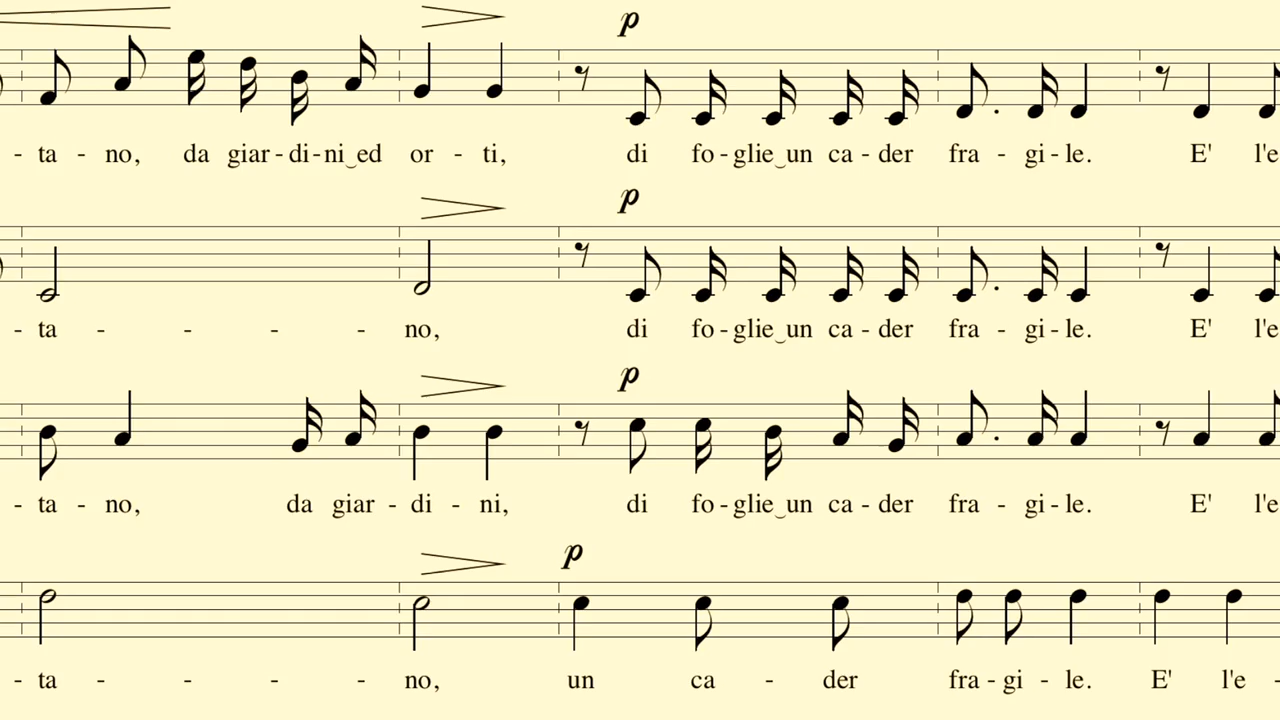 p
- ta - no, da giar - di - ni‿ed or - ti, di fo - glie‿un ca - der fra - gi - le. E' l'e
p
- ta - - - - no, di fo - glie‿un ca - der fra - gi - le. E' l'e
p
- ta - no, da giar - di - ni, di fo - glie‿un ca - der fra - gi - le. E' l'e
p
- ta - - - - no, un ca - der fra - gi - le. E' l'e -